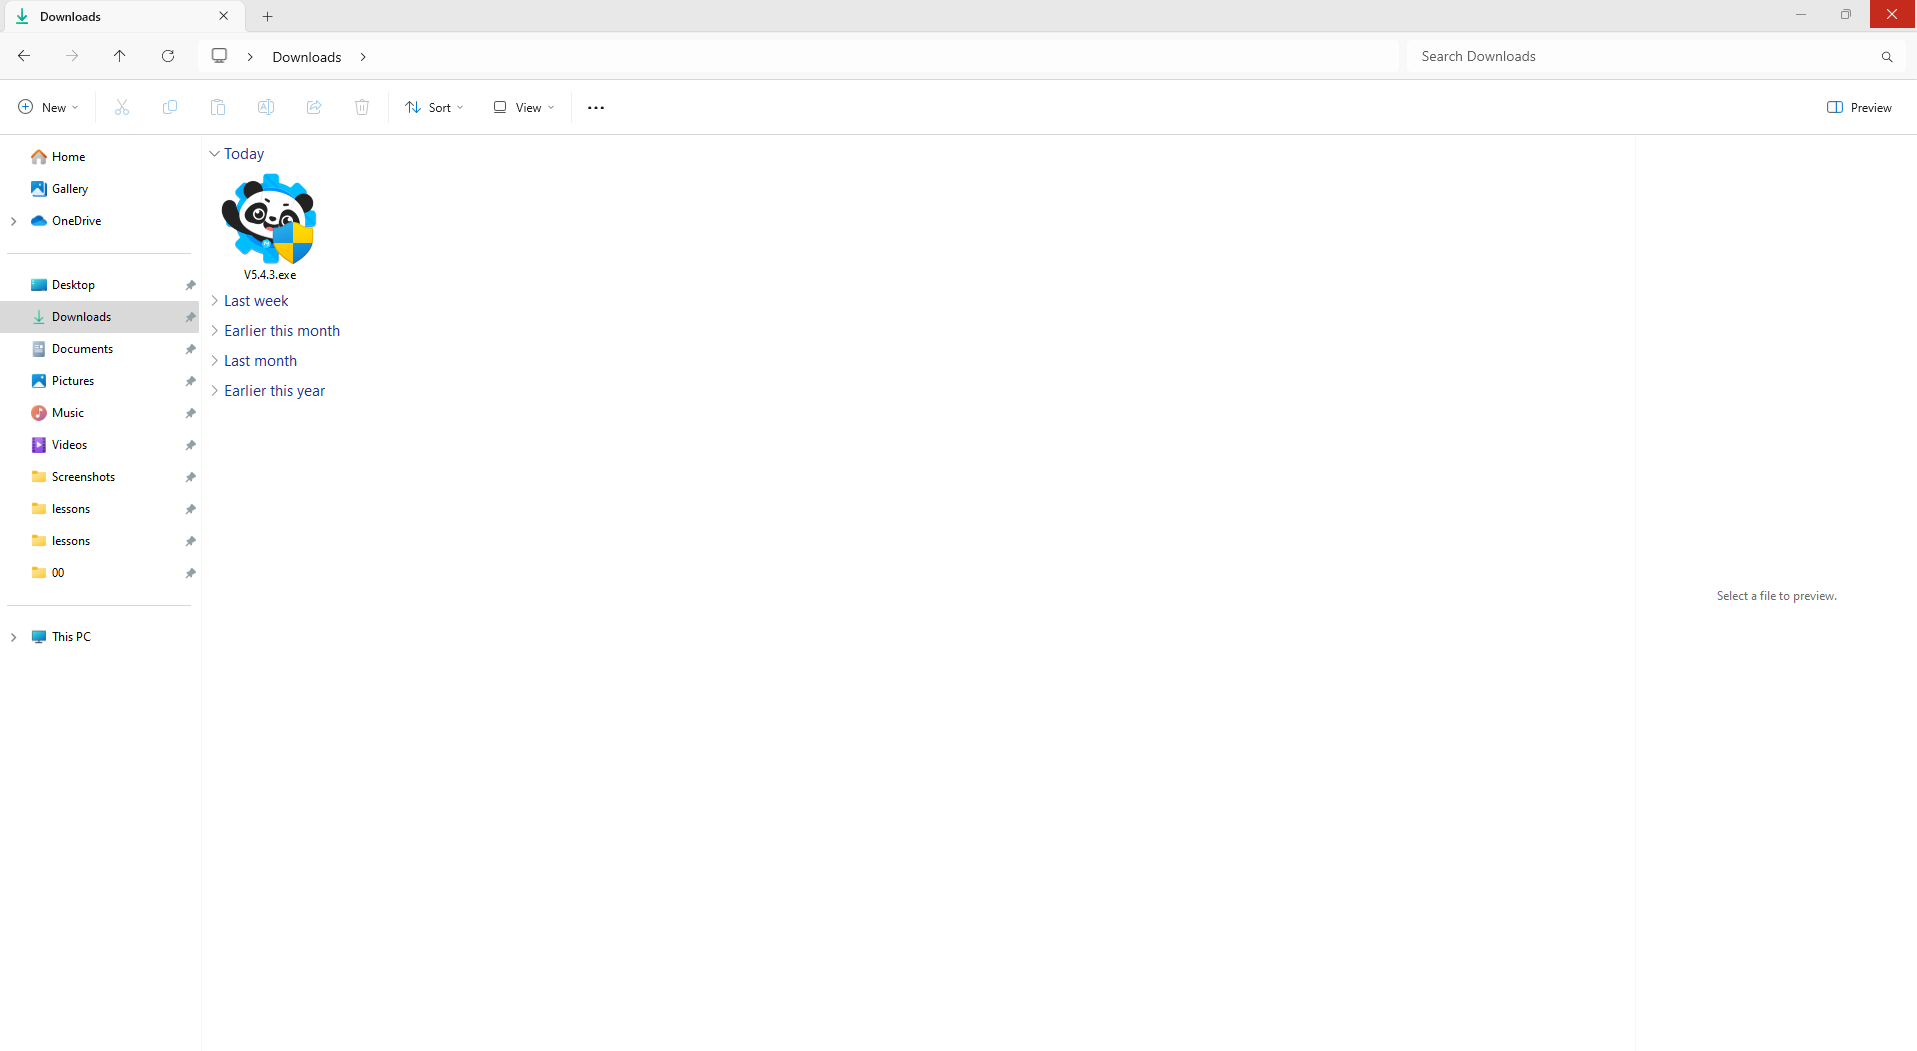 Downloads
Downloads
Search Downloads
New
Sort
View
Preview
Home
Gallery
OneDrive
Desktop
Downloads
Documents
Pictures
Music
Videos
Screenshots
lessons
lessons
00
This PC
Today
V5.4.3.exe
Last week
Earlier this month
Last month
Earlier this year
Select a file to preview.